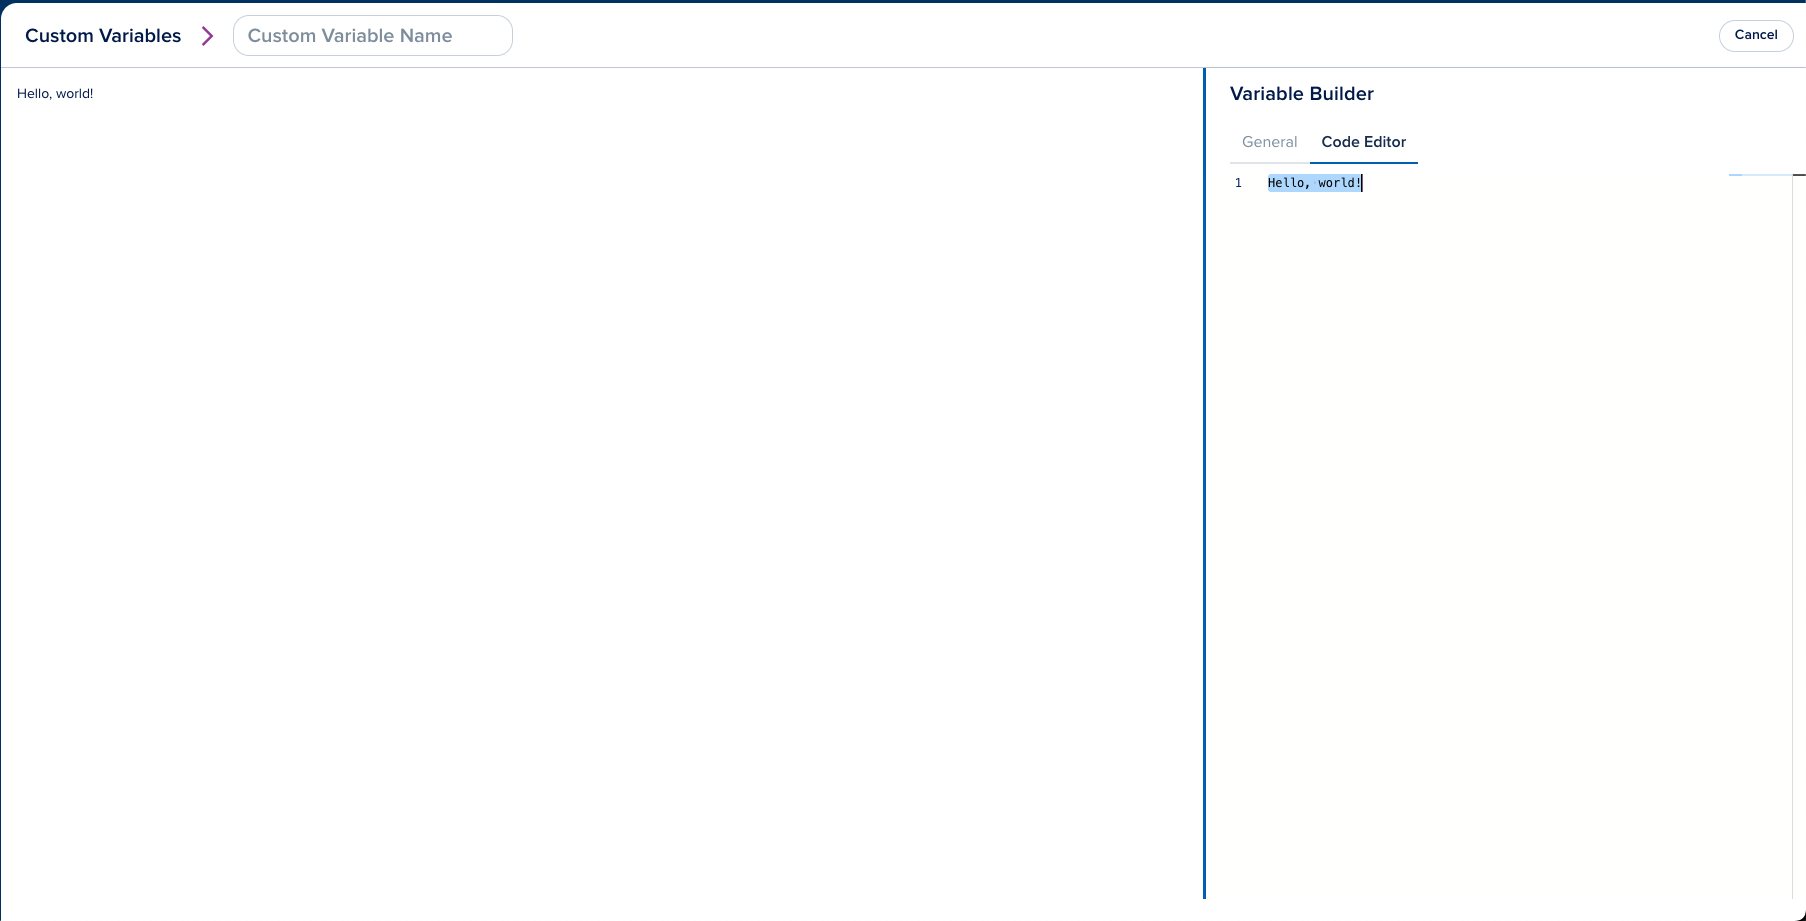 Custom Variables
Custom Variable Name
Cancel
Hello, world!
Variable Builder
General
Code Editor
1
Hello, world!